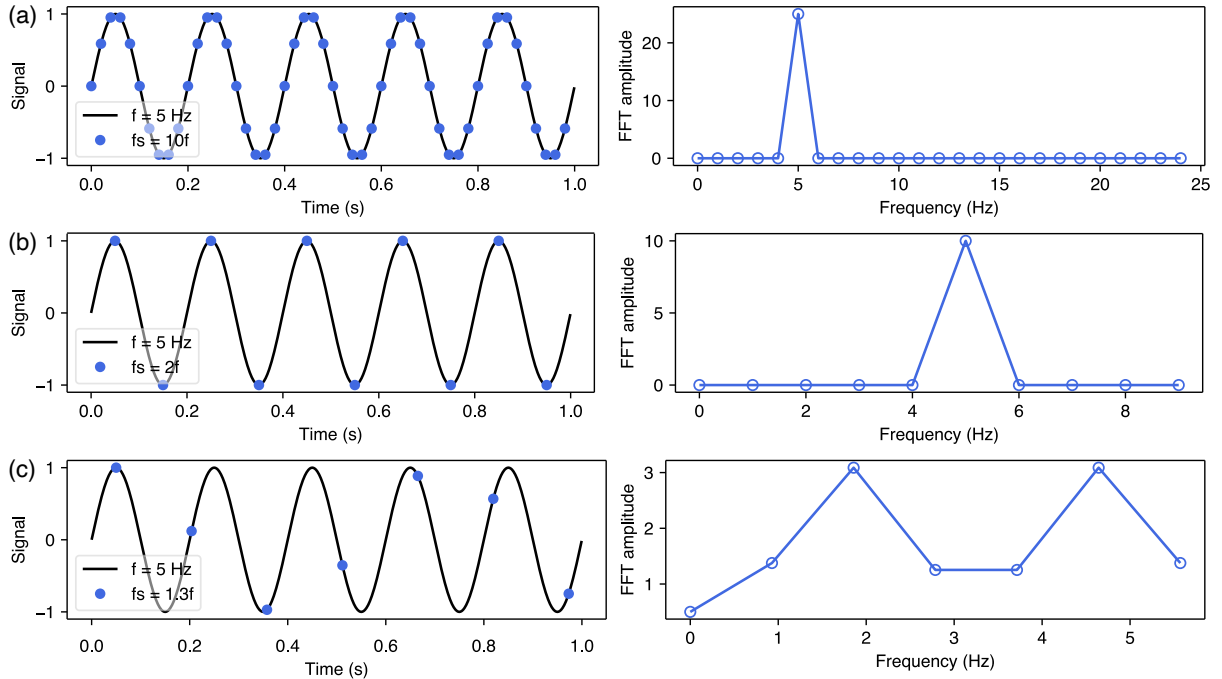 (a)
Signal
1
0
−1
f = 5 Hz
fs = 10f
0.0 0.2 0.4 0.6 0.8 1.0
Time (s)
FFT amplitude
20
10
0
0 5 10 15 20 25
Frequency (Hz)
(b)
Signal
1
0
−1
f = 5 Hz
fs = 2f
0.0 0.2 0.4 0.6 0.8 1.0
Time (s)
FFT amplitude
10
5
0
0 2 4 6 8
Frequency (Hz)
(c)
Signal
1
0
−1
f = 5 Hz
fs = 1.3f
0.0 0.2 0.4 0.6 0.8 1.0
Time (s)
FFT amplitude
3
2
1
0 1 2 3 4 5
Frequency (Hz)